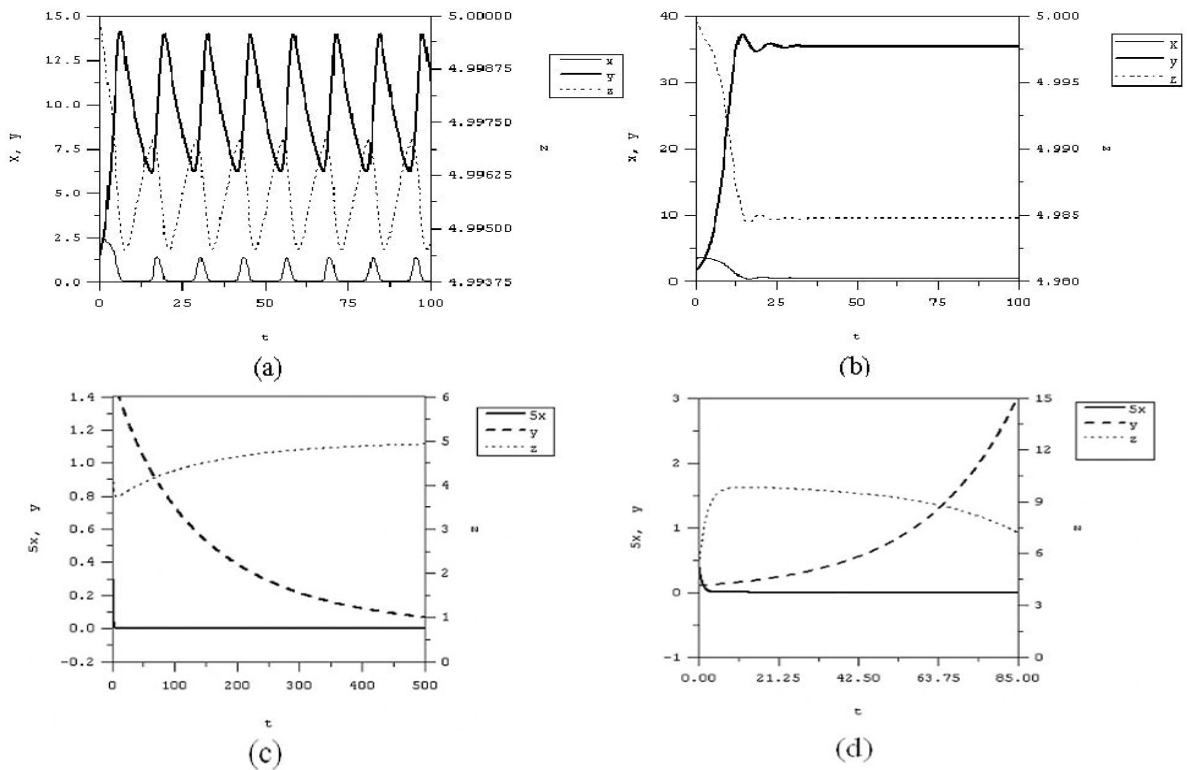 15.0
12.5
10.0
7.5
5.0
2.5
0.0
x, y
5.00000
4.99875
4.99750
4.99625
4.99500
4.99375
z
0
25
50
75
100
t
x
y
z
(a)
40
30
20
10
0
x, y
5.000
4.995
4.990
4.985
4.980
z
0
25
50
75
100
t
x
y
z
(b)
1.4
1.2
1.0
0.8
0.6
0.4
0.2
0.0
-0.2
5x, y
6
5
4
3
2
1
0
z
0
100
200
300
400
500
t
5x
y
z
(c)
3
2
1
0
-1
5x, y
15
12
9
6
3
0
z
0.00
21.25
42.50
63.75
85.00
t
5x
y
z
(d)